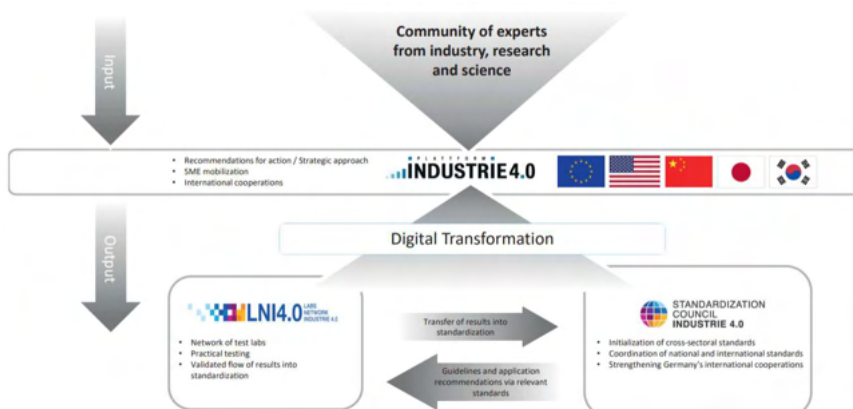 Input
Community of experts
from industry, research
and science
• Recommendations for action / Strategic approach
• SME mobilization
• International cooperations
PLATTFORM
INDUSTRIE 4.0
Output
Digital Transformation
LNI4.0 LABS
NETWORK
INDUSTRIE 4.0
• Network of test labs
• Practical testing
• Validated flow of results into
standardization
Transfer of results into
standardization
Guidelines and application
recommendations via relevant
standards
STANDARDIZATION
COUNCIL
INDUSTRIE 4.0
• Initialization of cross-sectoral standards
• Coordination of national and international standards
• Strengthening Germany's international cooperations